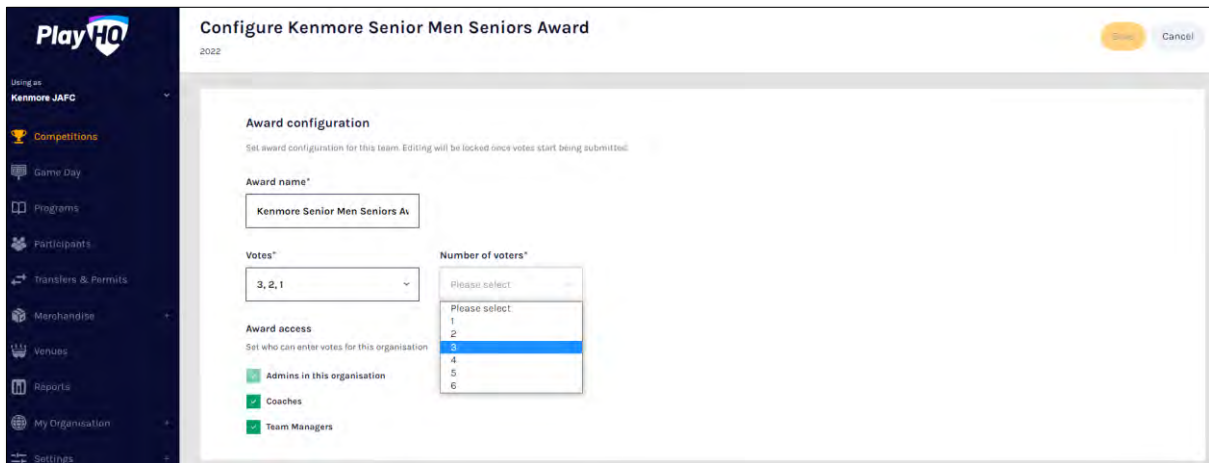 PlayHQ
Using as
Kenmore JAFC
Competitions
Game Day
Programs
Participants
Transfers & Permits
Merchandise +
Venues
Reports
My Organisation +
Settings +
Configure Kenmore Senior Men Seniors Award
2022
Save
Cancel
Award configuration
Set award configuration for this team. Editing will be locked once votes start being submitted.
Award name*
Kenmore Senior Men Seniors Av
Votes*
Number of voters*
3, 2, 1
Please select
Please select
1
2
3
4
5
6
Award access
Set who can enter votes for this organisation
Admins in this organisation
Coaches
Team Managers